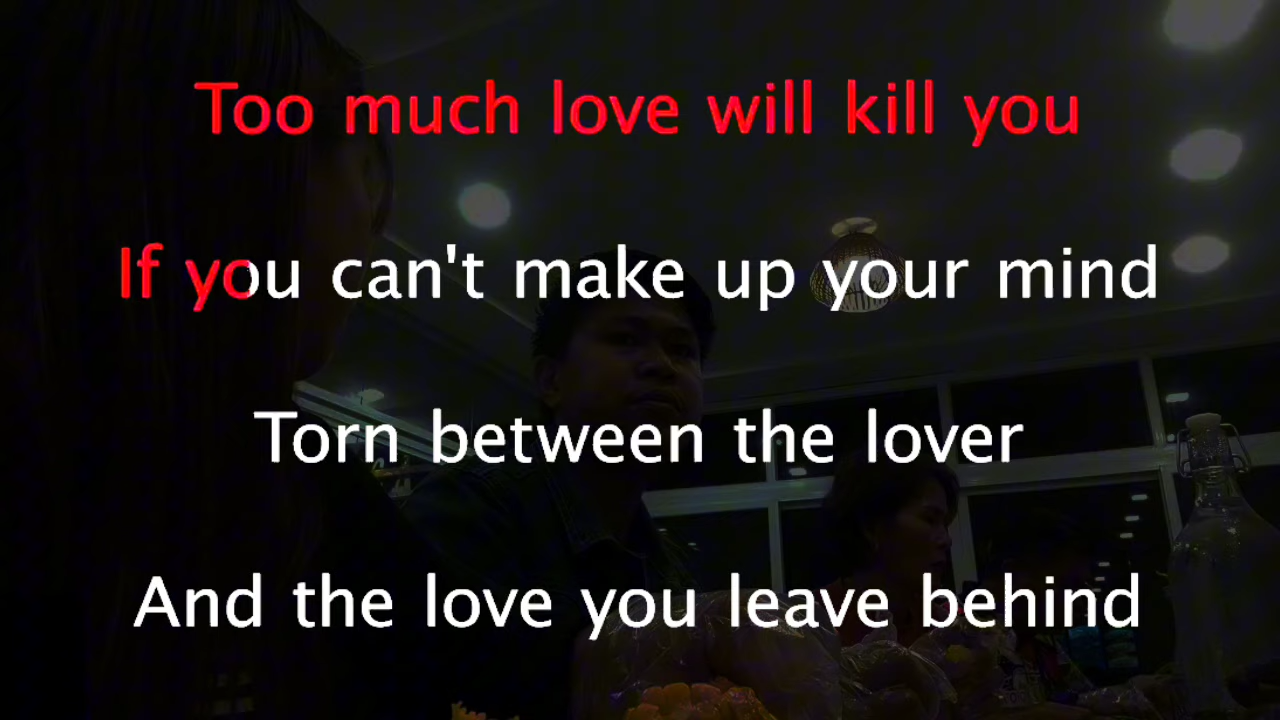 Too much love will kill you
If you can't make up your mind
Torn between the lover
And the love you leave behind